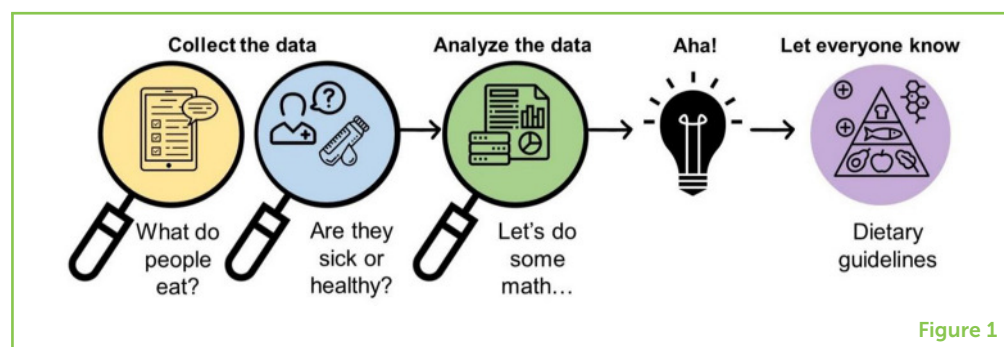 Collect the data
Analyze the data
Aha!
Let everyone know
?
What do
people
eat?
Are they
sick or
healthy?
Let's do
some
math...
Dietary
guidelines
Figure 1